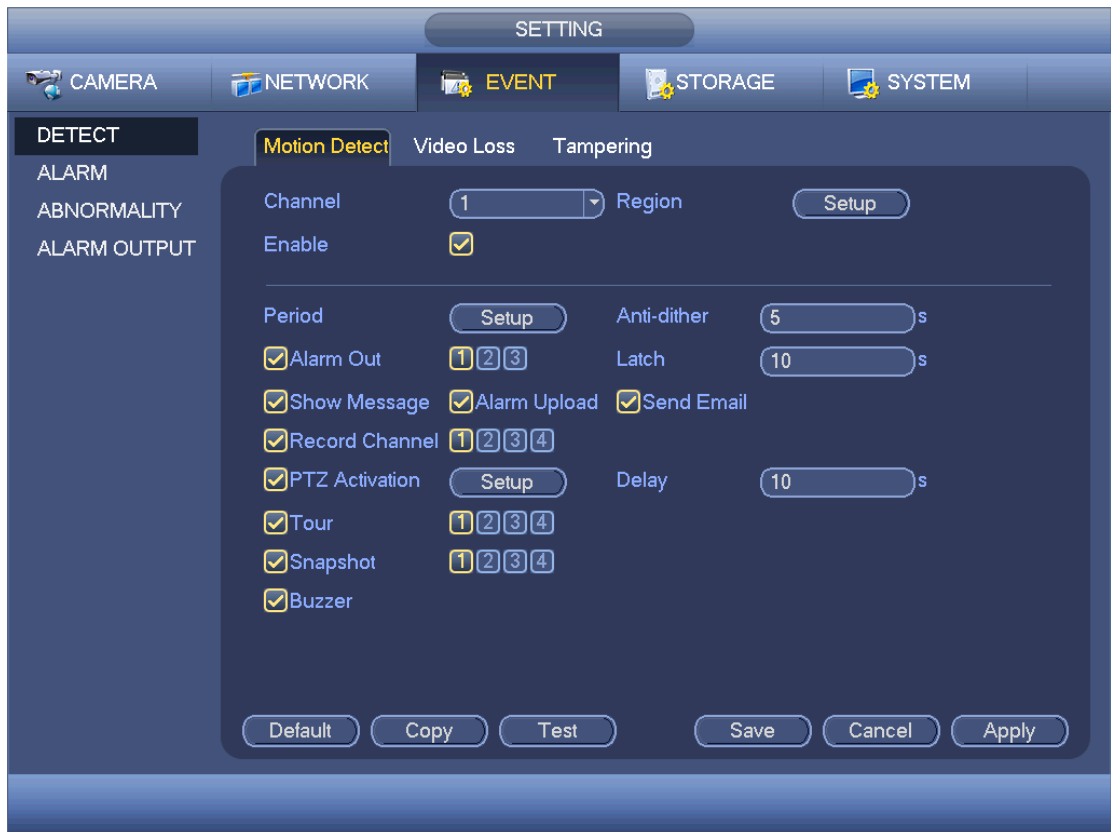 SETTING
CAMERA NETWORK EVENT STORAGE SYSTEM
DETECT
ALARM
ABNORMALITY
ALARM OUTPUT
Motion Detect Video Loss Tampering
Channel 1 Region Setup
Enable
Period Setup Anti-dither 5 s
Alarm Out 1 2 3 Latch 10 s
Show Message Alarm Upload Send Email
Record Channel 1 2 3 4
PTZ Activation Setup Delay 10 s
Tour 1 2 3 4
Snapshot 1 2 3 4
Buzzer
Default Copy Test Save Cancel Apply